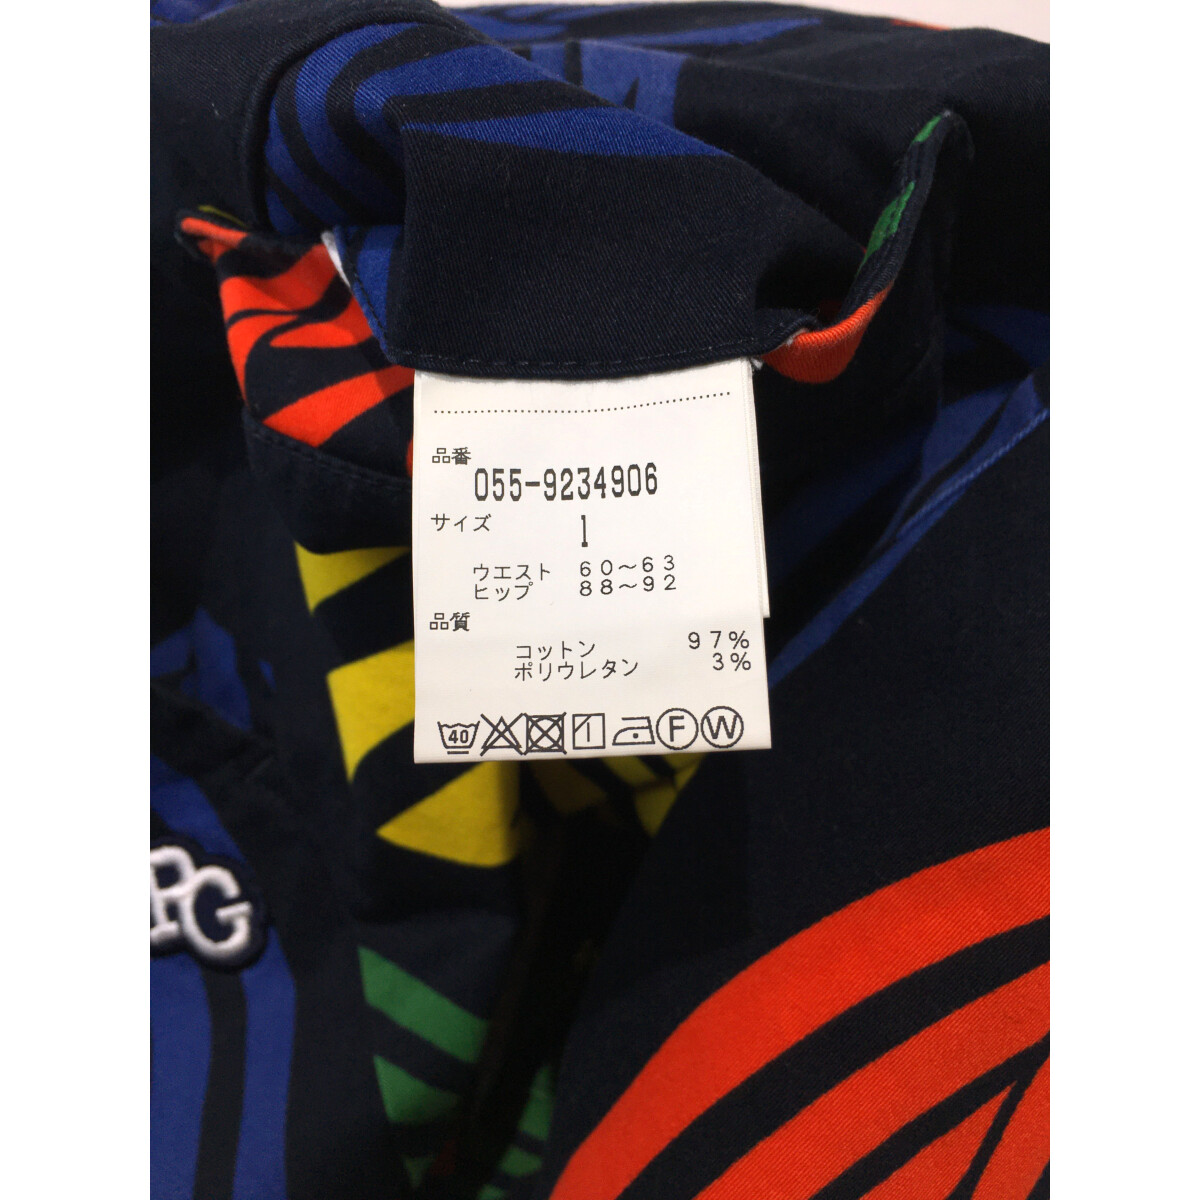 品番
055-9234906
サイズ 1
ウエスト 60～63
ヒップ 88～92
品質
コットン 97%
ポリウレタン 3%
40 F W
PG